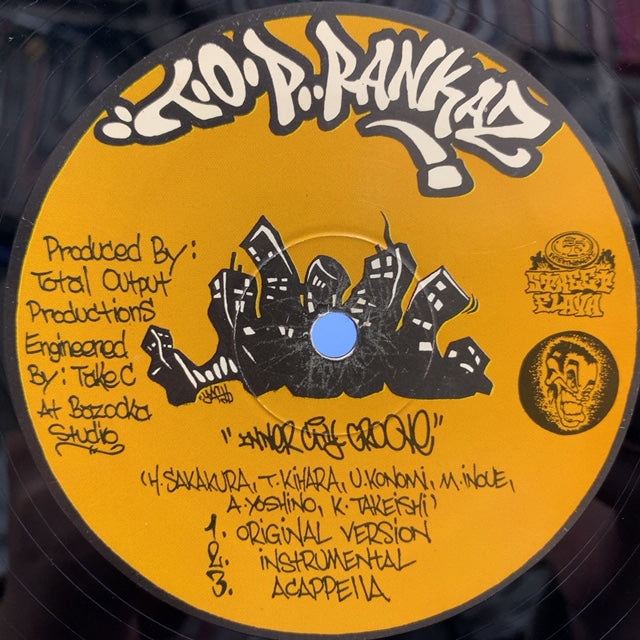 T.O.P. RANKAZ
Produced By:
Total Output
Productions
Engineered
By: Take C
At Bazooka
Studio
STREET
FLAVA
"INNER CITY GROOVE"
(H.SAKAKURA, T.KIHARA, U.KONOMI, M.INOUE,
A.YOSHINO, K.TAKEISHI)
1. ORIGINAL VERSION
2. INSTRUMENTAL
3. ACAPPELLA